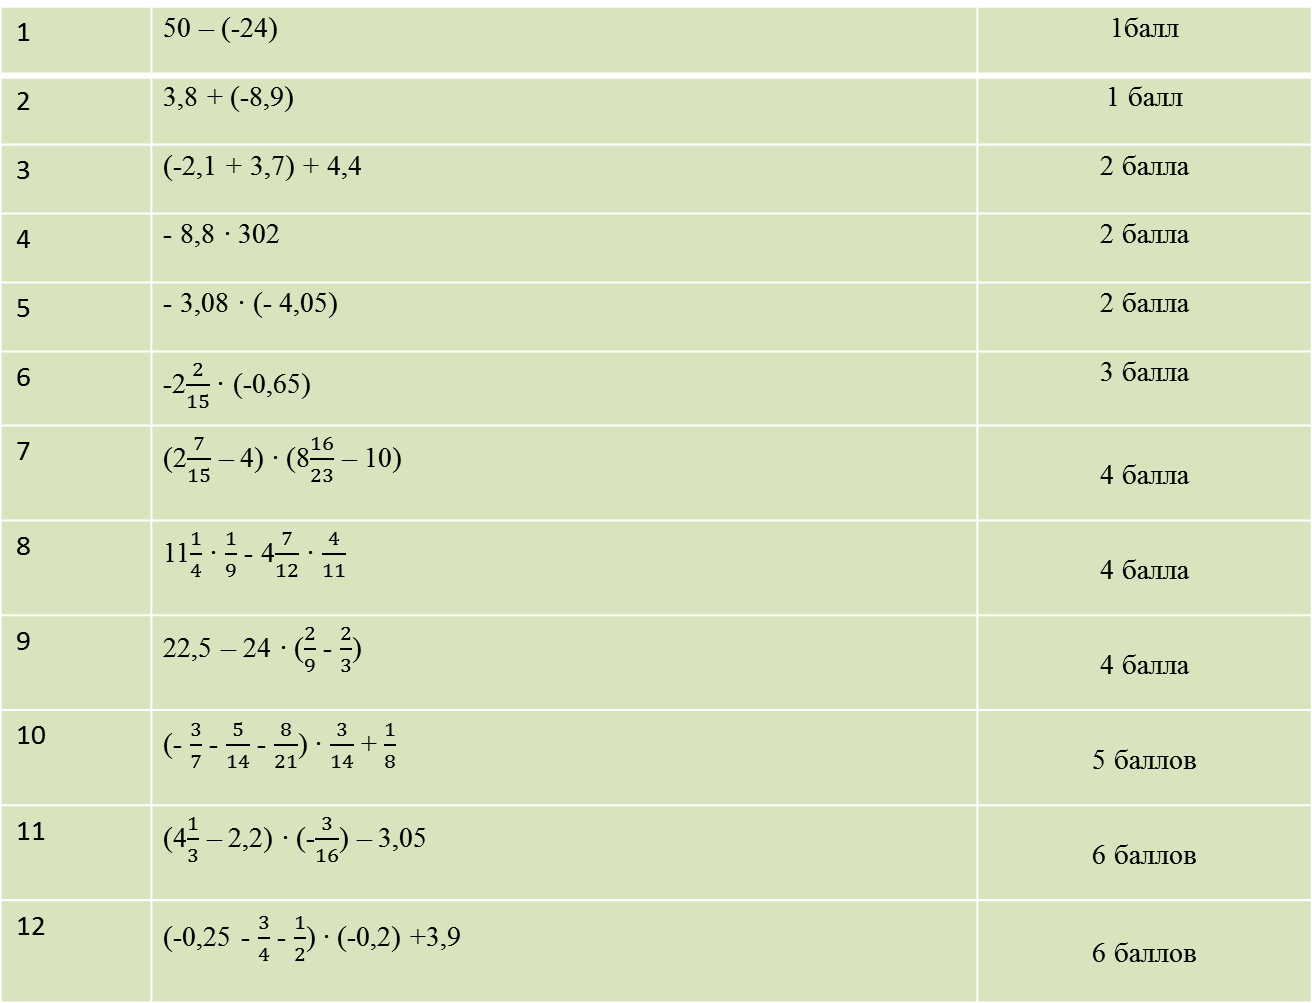 1 50 – (-24) 1балл
2 3,8 + (-8,9) 1 балл
3 (-2,1 + 3,7) + 4,4 2 балла
4 - 8,8 · 302 2 балла
5 - 3,08 · (- 4,05) 2 балла
6 -2 2/15 · (-0,65) 3 балла
7 (2 7/15 – 4) · (8 16/23 – 10) 4 балла
8 11 1/4 · 1/9 - 4 7/12 · 4/11 4 балла
9 22,5 – 24 · (2/9 - 2/3) 4 балла
10 (- 3/7 - 5/14 - 8/21) · 3/14 + 1/8 5 баллов
11 (4 1/3 – 2,2) · (-3/16) – 3,05 6 баллов
12 (-0,25 - 3/4 - 1/2) · (-0,2) +3,9 6 баллов